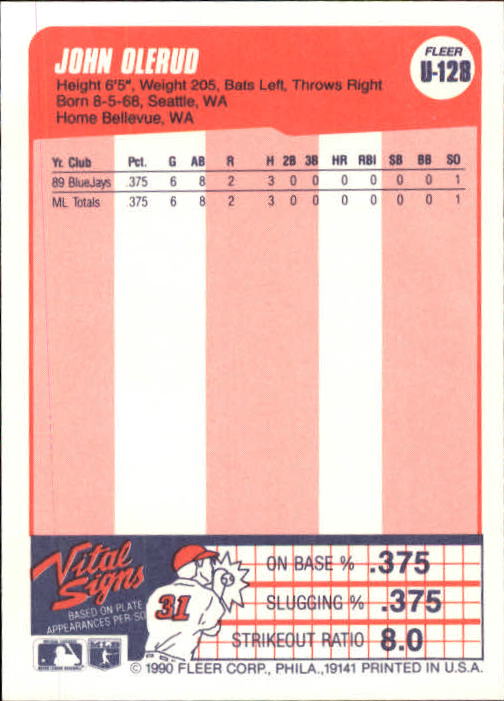 JOHN OLERUD
FLEER
U-128
Height 6'5", Weight 205, Bats Left, Throws Right
Born 8-5-68, Seattle, WA
Home Bellevue, WA
Yr. Club Pct. G AB R H 2B 3B HR RBI SB BB SO
89 BlueJays .375 6 8 2 3 0 0 0 0 0 0 1
ML Totals .375 6 8 2 3 0 0 0 0 0 0 1
Vital
Signs
BASED ON PLATE
APPEARANCES PER/SO
31
ON BASE % .375
SLUGGING % .375
STRIKEOUT RATIO 8.0
MLB
© 1990 FLEER CORP., PHILA.,19141 PRINTED IN U.S.A.